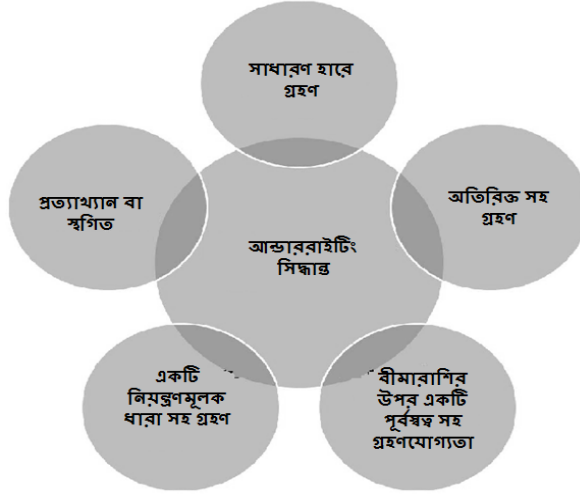 সাধারণ হারে
গ্রহণ
প্রত্যাখ্যান বা
স্থগিত
অতিরিক্ত সহ
গ্রহণ
আন্ডাররাইটিং
সিদ্ধান্ত
একটি
নিয়ন্ত্রণমূলক
ধারা সহ গ্রহণ
বীমারাশির
উপর একটি
পূর্বস্বত্ব সহ
গ্রহণযোগ্যতা